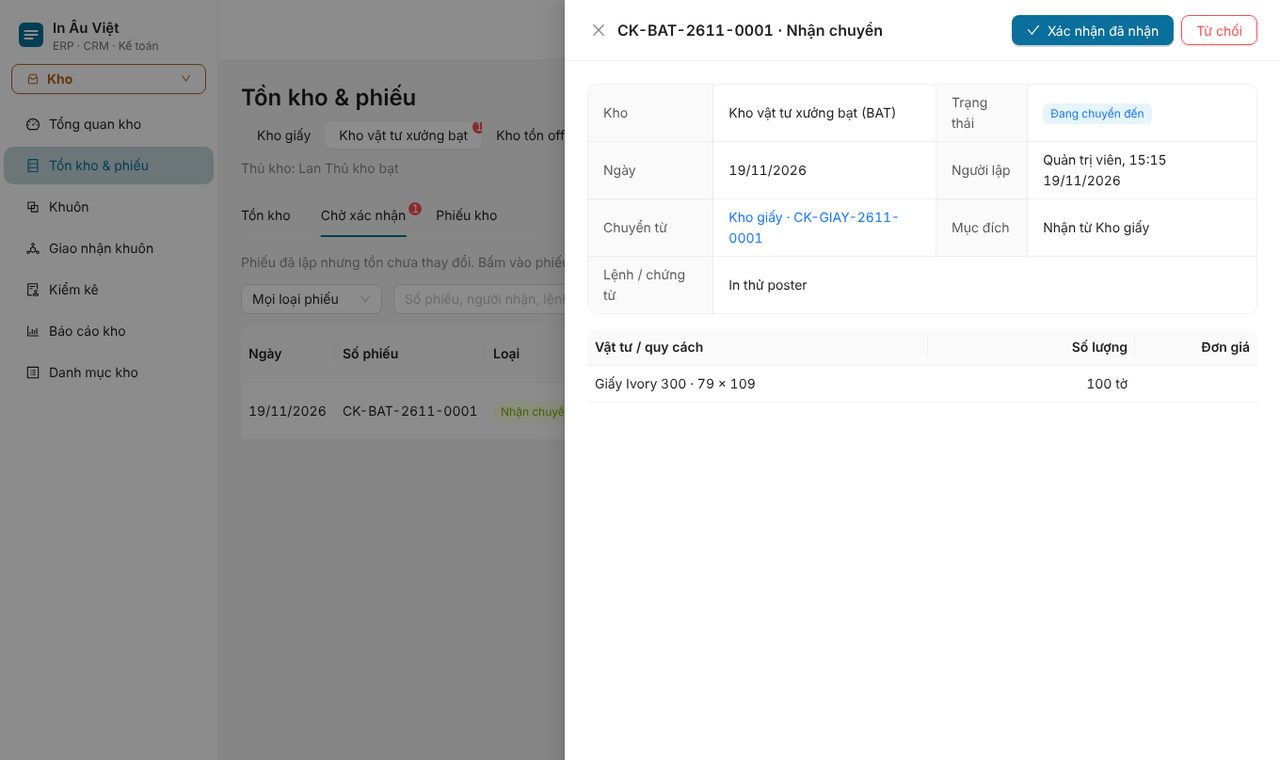 In Âu Việt
ERP · CRM · Kế toán
Kho
Tổng quan kho
Tồn kho & phiếu
Khuôn
Giao nhận khuôn
Kiểm kê
Báo cáo kho
Danh mục kho
Tồn kho & phiếu
Kho giấy
Kho vật tư xưởng bạt
1
Kho tồn off
Thủ kho: Lan Thủ kho bạt
Tồn kho
Chờ xác nhận
1
Phiếu kho
Phiếu đã lập nhưng tồn chưa thay đổi. Bấm vào phiếu
Mọi loại phiếu
Số phiếu, người nhận, lệnh
Ngày
Số phiếu
Loại
19/11/2026
CK-BAT-2611-0001
Nhận chuyể
CK-BAT-2611-0001 · Nhận chuyển
Xác nhận đã nhận
Từ chối
Kho
Kho vật tư xưởng bạt (BAT)
Trạng
thái
Đang chuyển đến
Ngày
19/11/2026
Người lập
Quản trị viên, 15:15
19/11/2026
Chuyển từ
Kho giấy · CK-GIAY-2611-
0001
Mục đích
Nhận từ Kho giấy
Lệnh / chứng
từ
In thử poster
Vật tư / quy cách
Số lượng
Đơn giá
Giấy Ivory 300 · 79 × 109
100 tờ